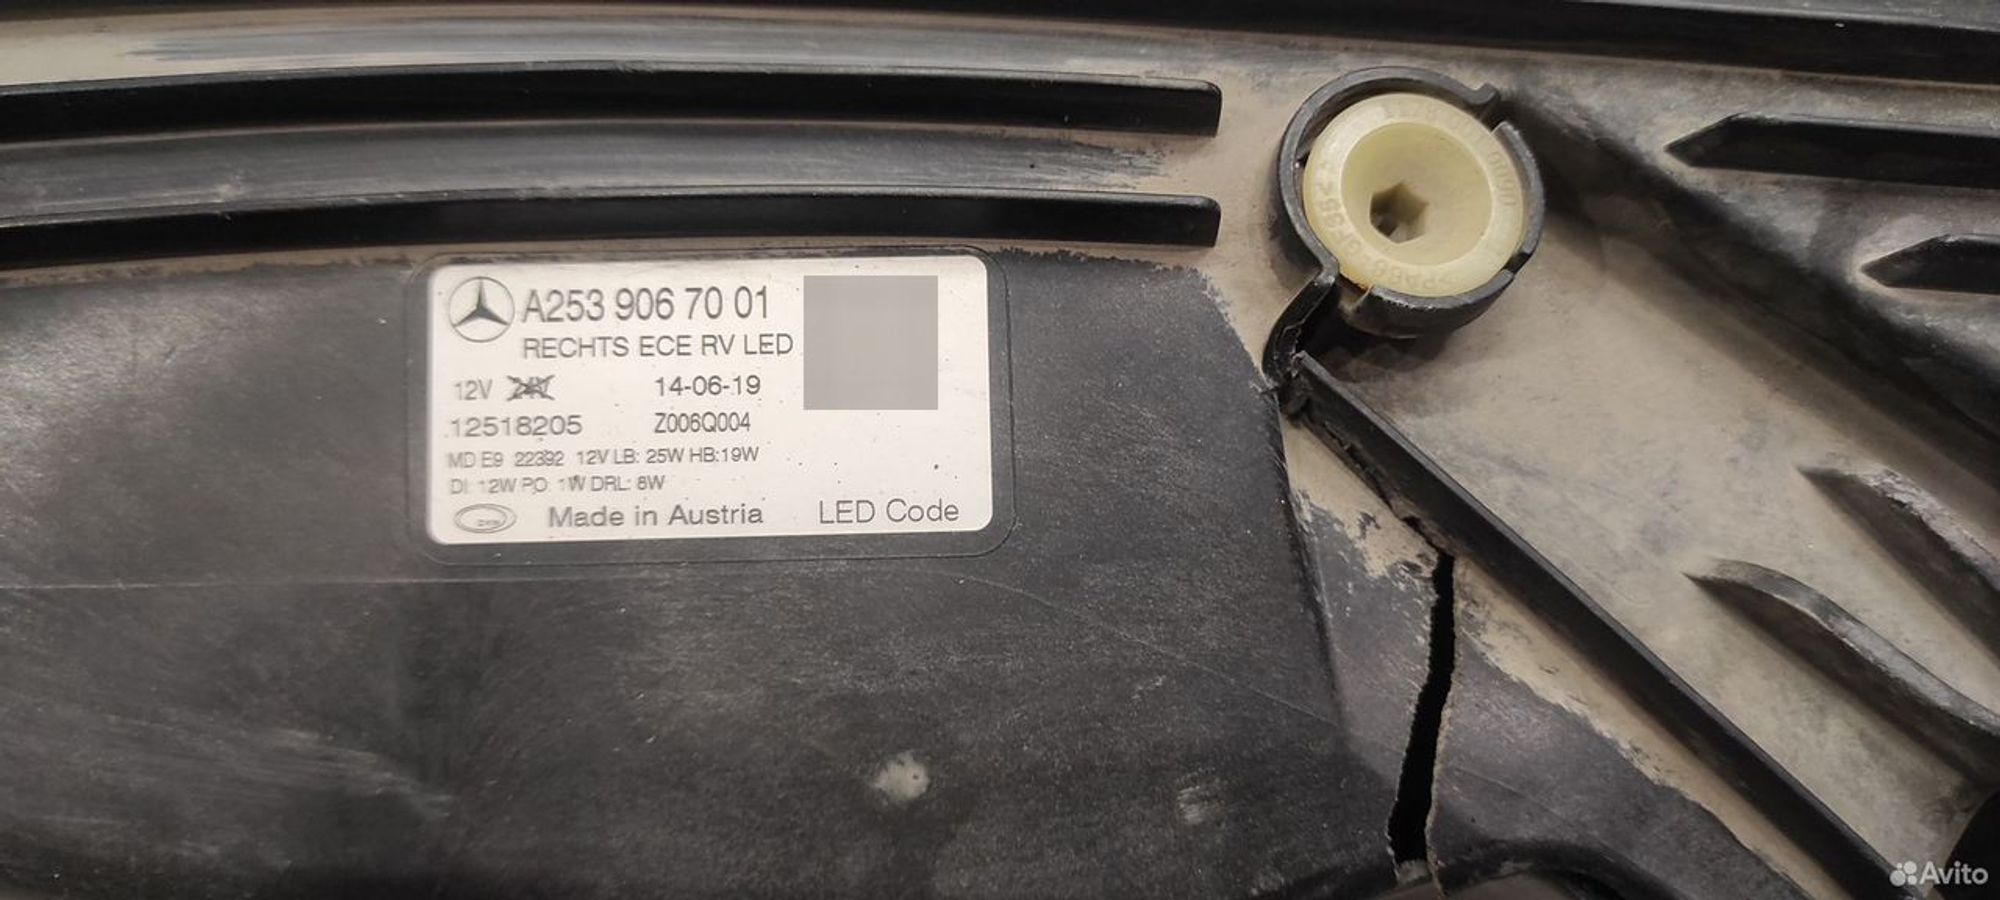 A253 906 70 01
RECHTS ECE RV LED
12V 24V 14-06-19
12518205 Z006Q004
MD E9 22392 12V LB: 25W HB:19W
DI: 12W PO: 1W DRL: 8W
Made in Austria LED Code
Avito